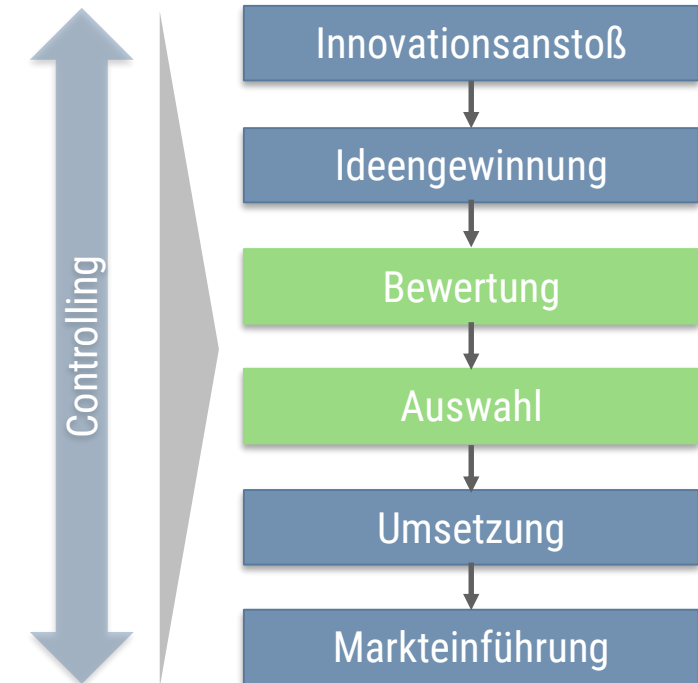 Controlling
Innovationsanstoß
Ideengewinnung
Bewertung
Auswahl
Umsetzung
Markteinführung